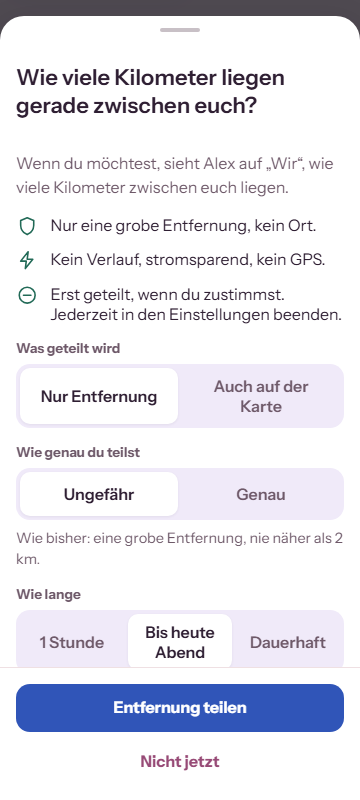 Wie viele Kilometer liegen
gerade zwischen euch?
Wenn du möchtest, sieht Alex auf „Wir“, wie
viele Kilometer zwischen euch liegen.
Nur eine grobe Entfernung, kein Ort.
Kein Verlauf, stromsparend, kein GPS.
Erst geteilt, wenn du zustimmst.
Jederzeit in den Einstellungen beenden.
Was geteilt wird
Nur Entfernung
Auch auf der
Karte
Wie genau du teilst
Ungefähr
Genau
Wie bisher: eine grobe Entfernung, nie näher als 2
km.
Wie lange
1 Stunde
Bis heute
Abend
Dauerhaft
Entfernung teilen
Nicht jetzt